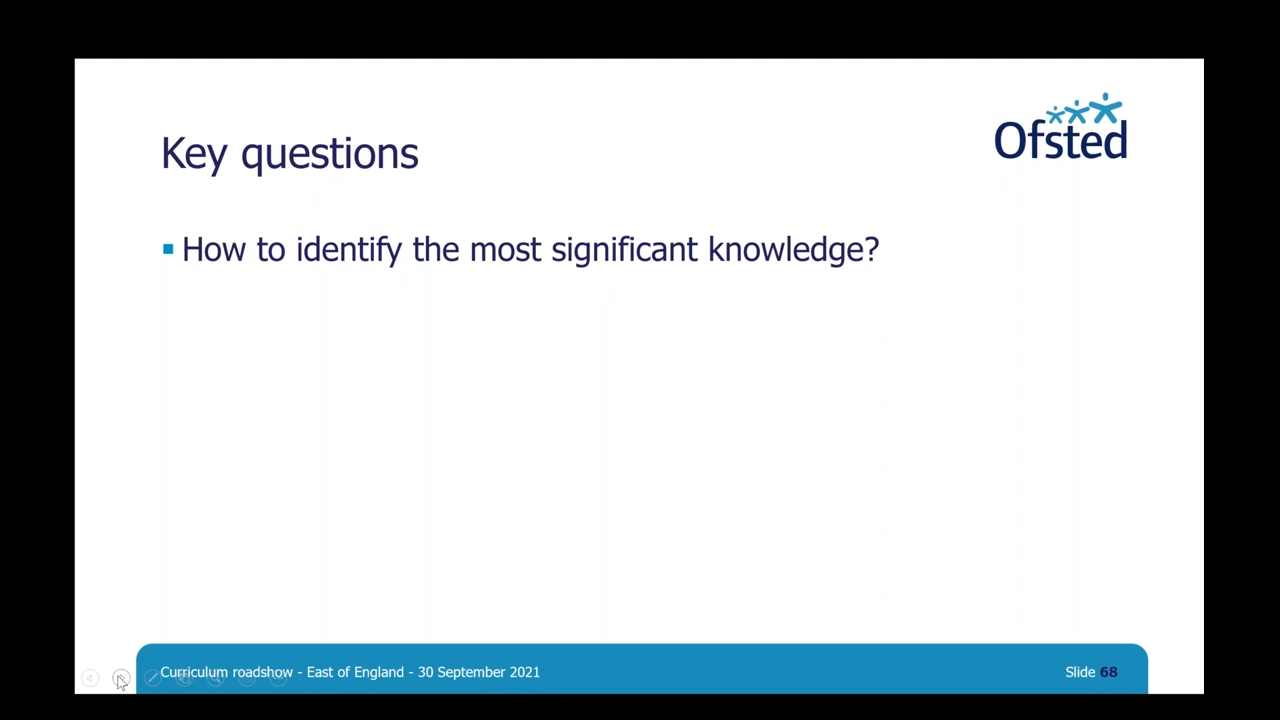 Ofsted
Key questions
How to identify the most significant knowledge?
Curriculum roadshow - East of England - 30 September 2021
Slide 68